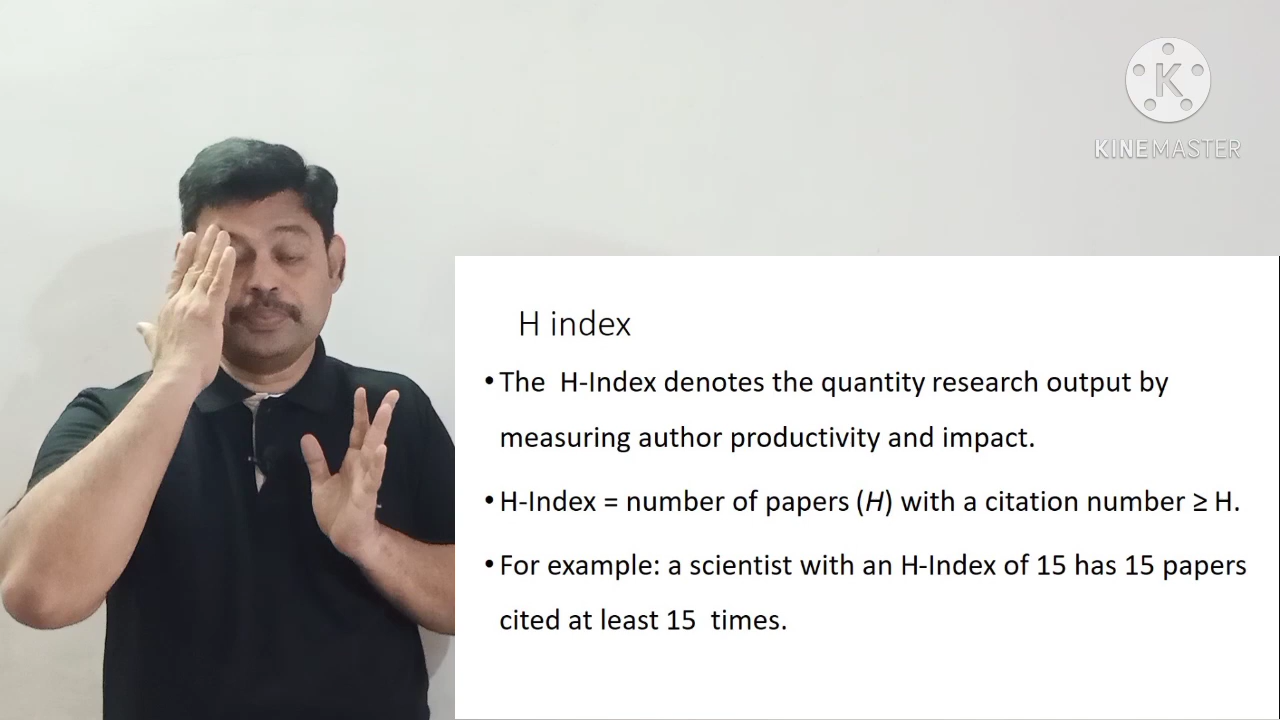 K
KINEMASTER
H index
•The  H-Index denotes the quantity research output by
measuring author productivity and impact.
•H-Index = number of papers (H) with a citation number ≥ H.
•For example: a scientist with an H-Index of 15 has 15 papers
cited at least 15  times.